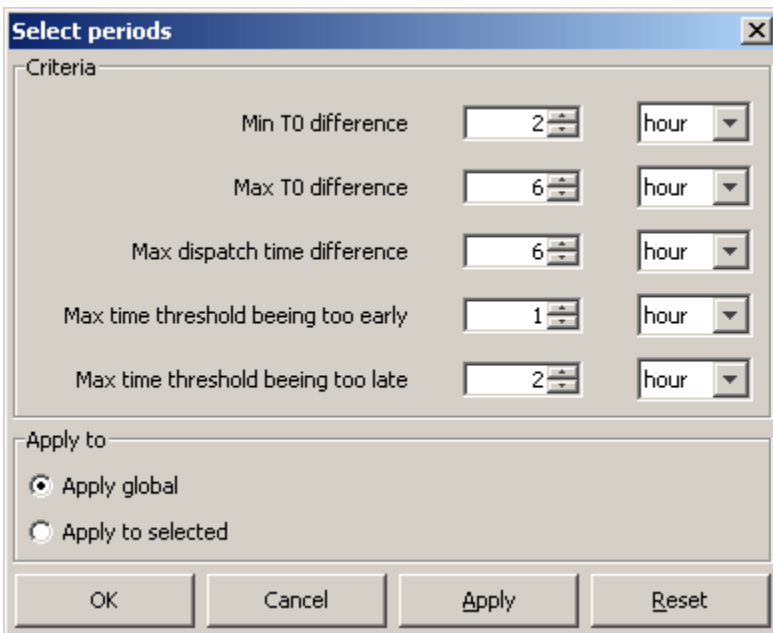 Select periods
Criteria
Min T0 difference 2 hour
Max T0 difference 6 hour
Max dispatch time difference 6 hour
Max time threshold beeing too early 1 hour
Max time threshold beeing too late 2 hour
Apply to
Apply global
Apply to selected
OK Cancel Apply Reset